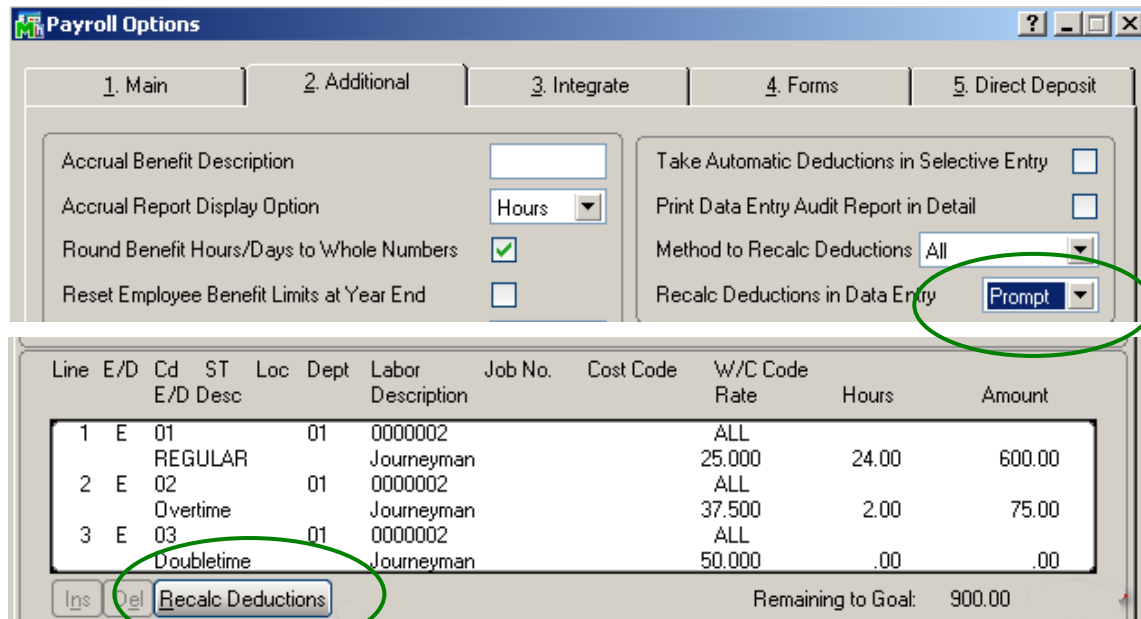 Payroll Options
1. Main 2. Additional 3. Integrate 4. Forms 5. Direct Deposit
Accrual Benefit Description Take Automatic Deductions in Selective Entry
Accrual Report Display Option Hours Print Data Entry Audit Report in Detail
Round Benefit Hours/Days to Whole Numbers Method to Recalc Deductions All
Reset Employee Benefit Limits at Year End Recalc Deductions in Data Entry Prompt
Line E/D Cd ST Loc Dept Labor Job No. Cost Code W/C Code
E/D Desc Description Rate Hours Amount
1 E 01 01 0000002 ALL
REGULAR Journeyman 25.000 24.00 600.00
2 E 02 01 0000002 ALL
Overtime Journeyman 37.500 2.00 75.00
3 E 03 01 0000002 ALL
Doubletime Journeyman 50.000 .00 .00
Ins Del Recalc Deductions Remaining to Goal: 900.00